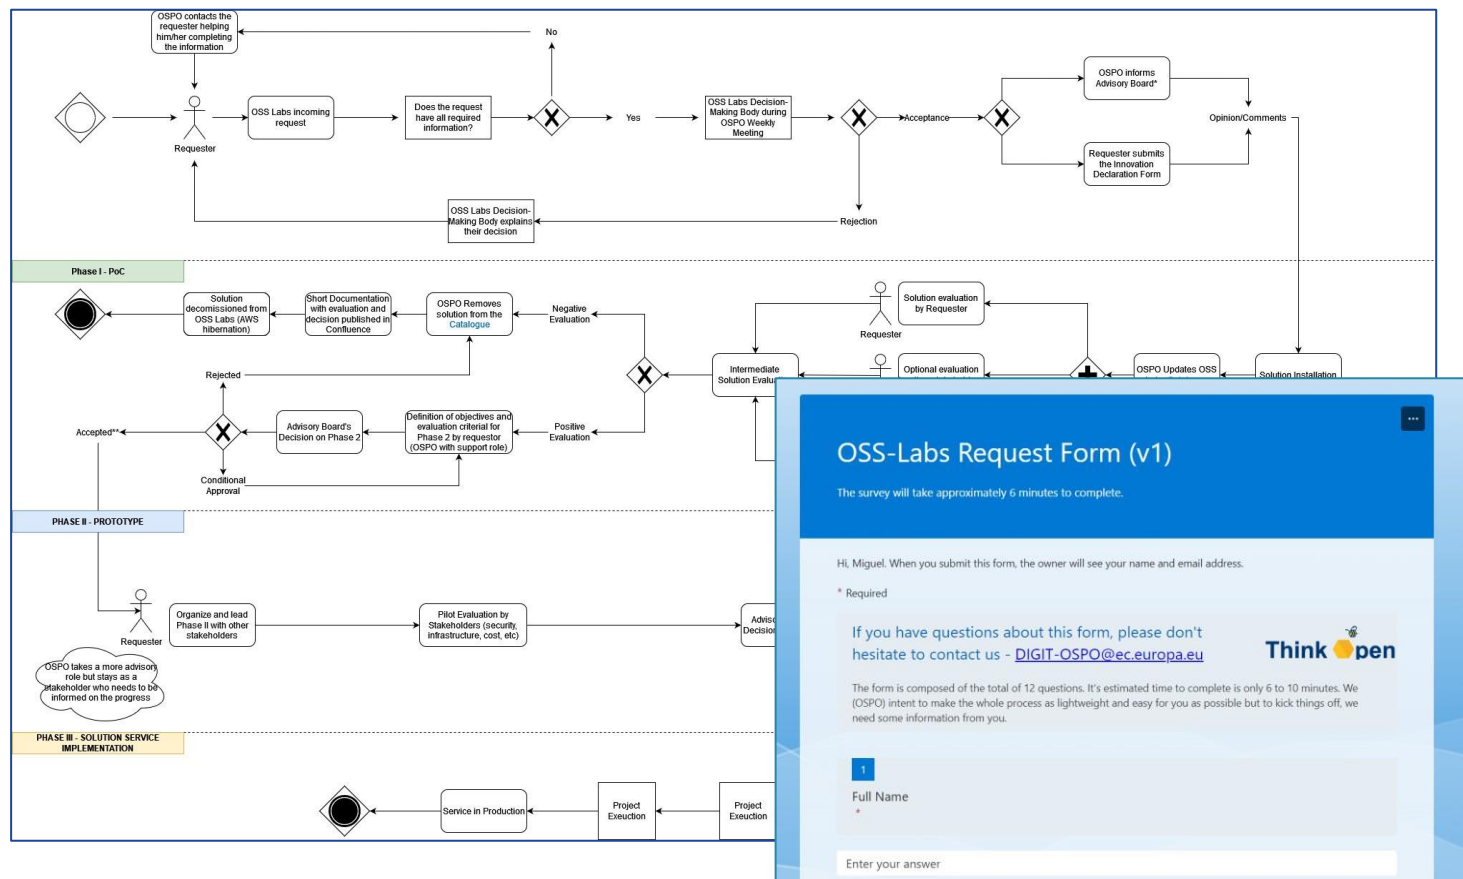 OSPO contacts the
requester helping
him/her completing
the information
No
OSPO informs
Advisory Board*
OSS Labs incoming
request
Does the request
have all required
information?
Yes
OSS Labs Decision-
Making Body during
OSPO Weekly
Meeting
Acceptance
Opinion/Comments
Requester
Requester submits
the Innovation
Declaration Form
OSS Labs Decision-
Making Body explains
their decision
Rejection
Phase I - PoC
Solution
decomissioned from
OSS Labs (AWS
hibernation)
Short Documentation
with evaluation and
decision published in
Confluence
OSPO Removes
solution from the
Catalogue
Negative
Evaluation
Solution evaluation
by Requester
Requester
Rejected
Intermediate
Solution Evaluati
Optional evaluation
OSPO Updates OSS
Solution Installation
Accepted**
Advisory Board's
Decision on Phase 2
Definition of objectives and
evaluation criterial for
Phase 2 by requestor
(OSPO with support role)
Positive
Evaluation
Conditional
Approval
PHASE II - PROTOTYPE
Requester
Organize and lead
Phase II with other
stakeholders
Pilot Evaluation by
Stakeholders (security,
infrastructure, cost, etc)
Adviso
Decision
OSPO takes a more advisory
role but stays as a
stakeholder who needs to be
informed on the progress
PHASE III - SOLUTION SERVICE
IMPLEMENTATION
Service in Production
Project
Exeuction
Project
Exeuction
OSS-Labs Request Form (v1)
The survey will take approximately 6 minutes to complete.
Hi, Miguel. When you submit this form, the owner will see your name and email address.
* Required
If you have questions about this form, please don't
hesitate to contact us - DIGIT-OSPO@ec.europa.eu
Think Open
The form is composed of the total of 12 questions. It's estimated time to complete is only 6 to 10 minutes. We
(OSPO) intent to make the whole process as lightweight and easy for you as possible but to kick things off, we
need some information from you.
1
Full Name
*
Enter your answer